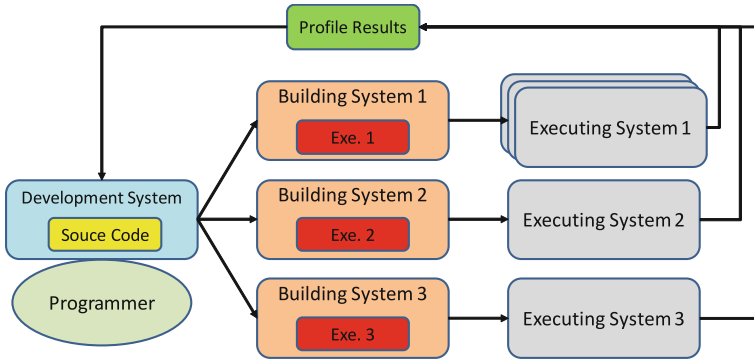 Profile Results
Building System 1
Exe. 1
Executing System 1
Development System
Souce Code
Building System 2
Exe. 2
Executing System 2
Programmer
Building System 3
Exe. 3
Executing System 3